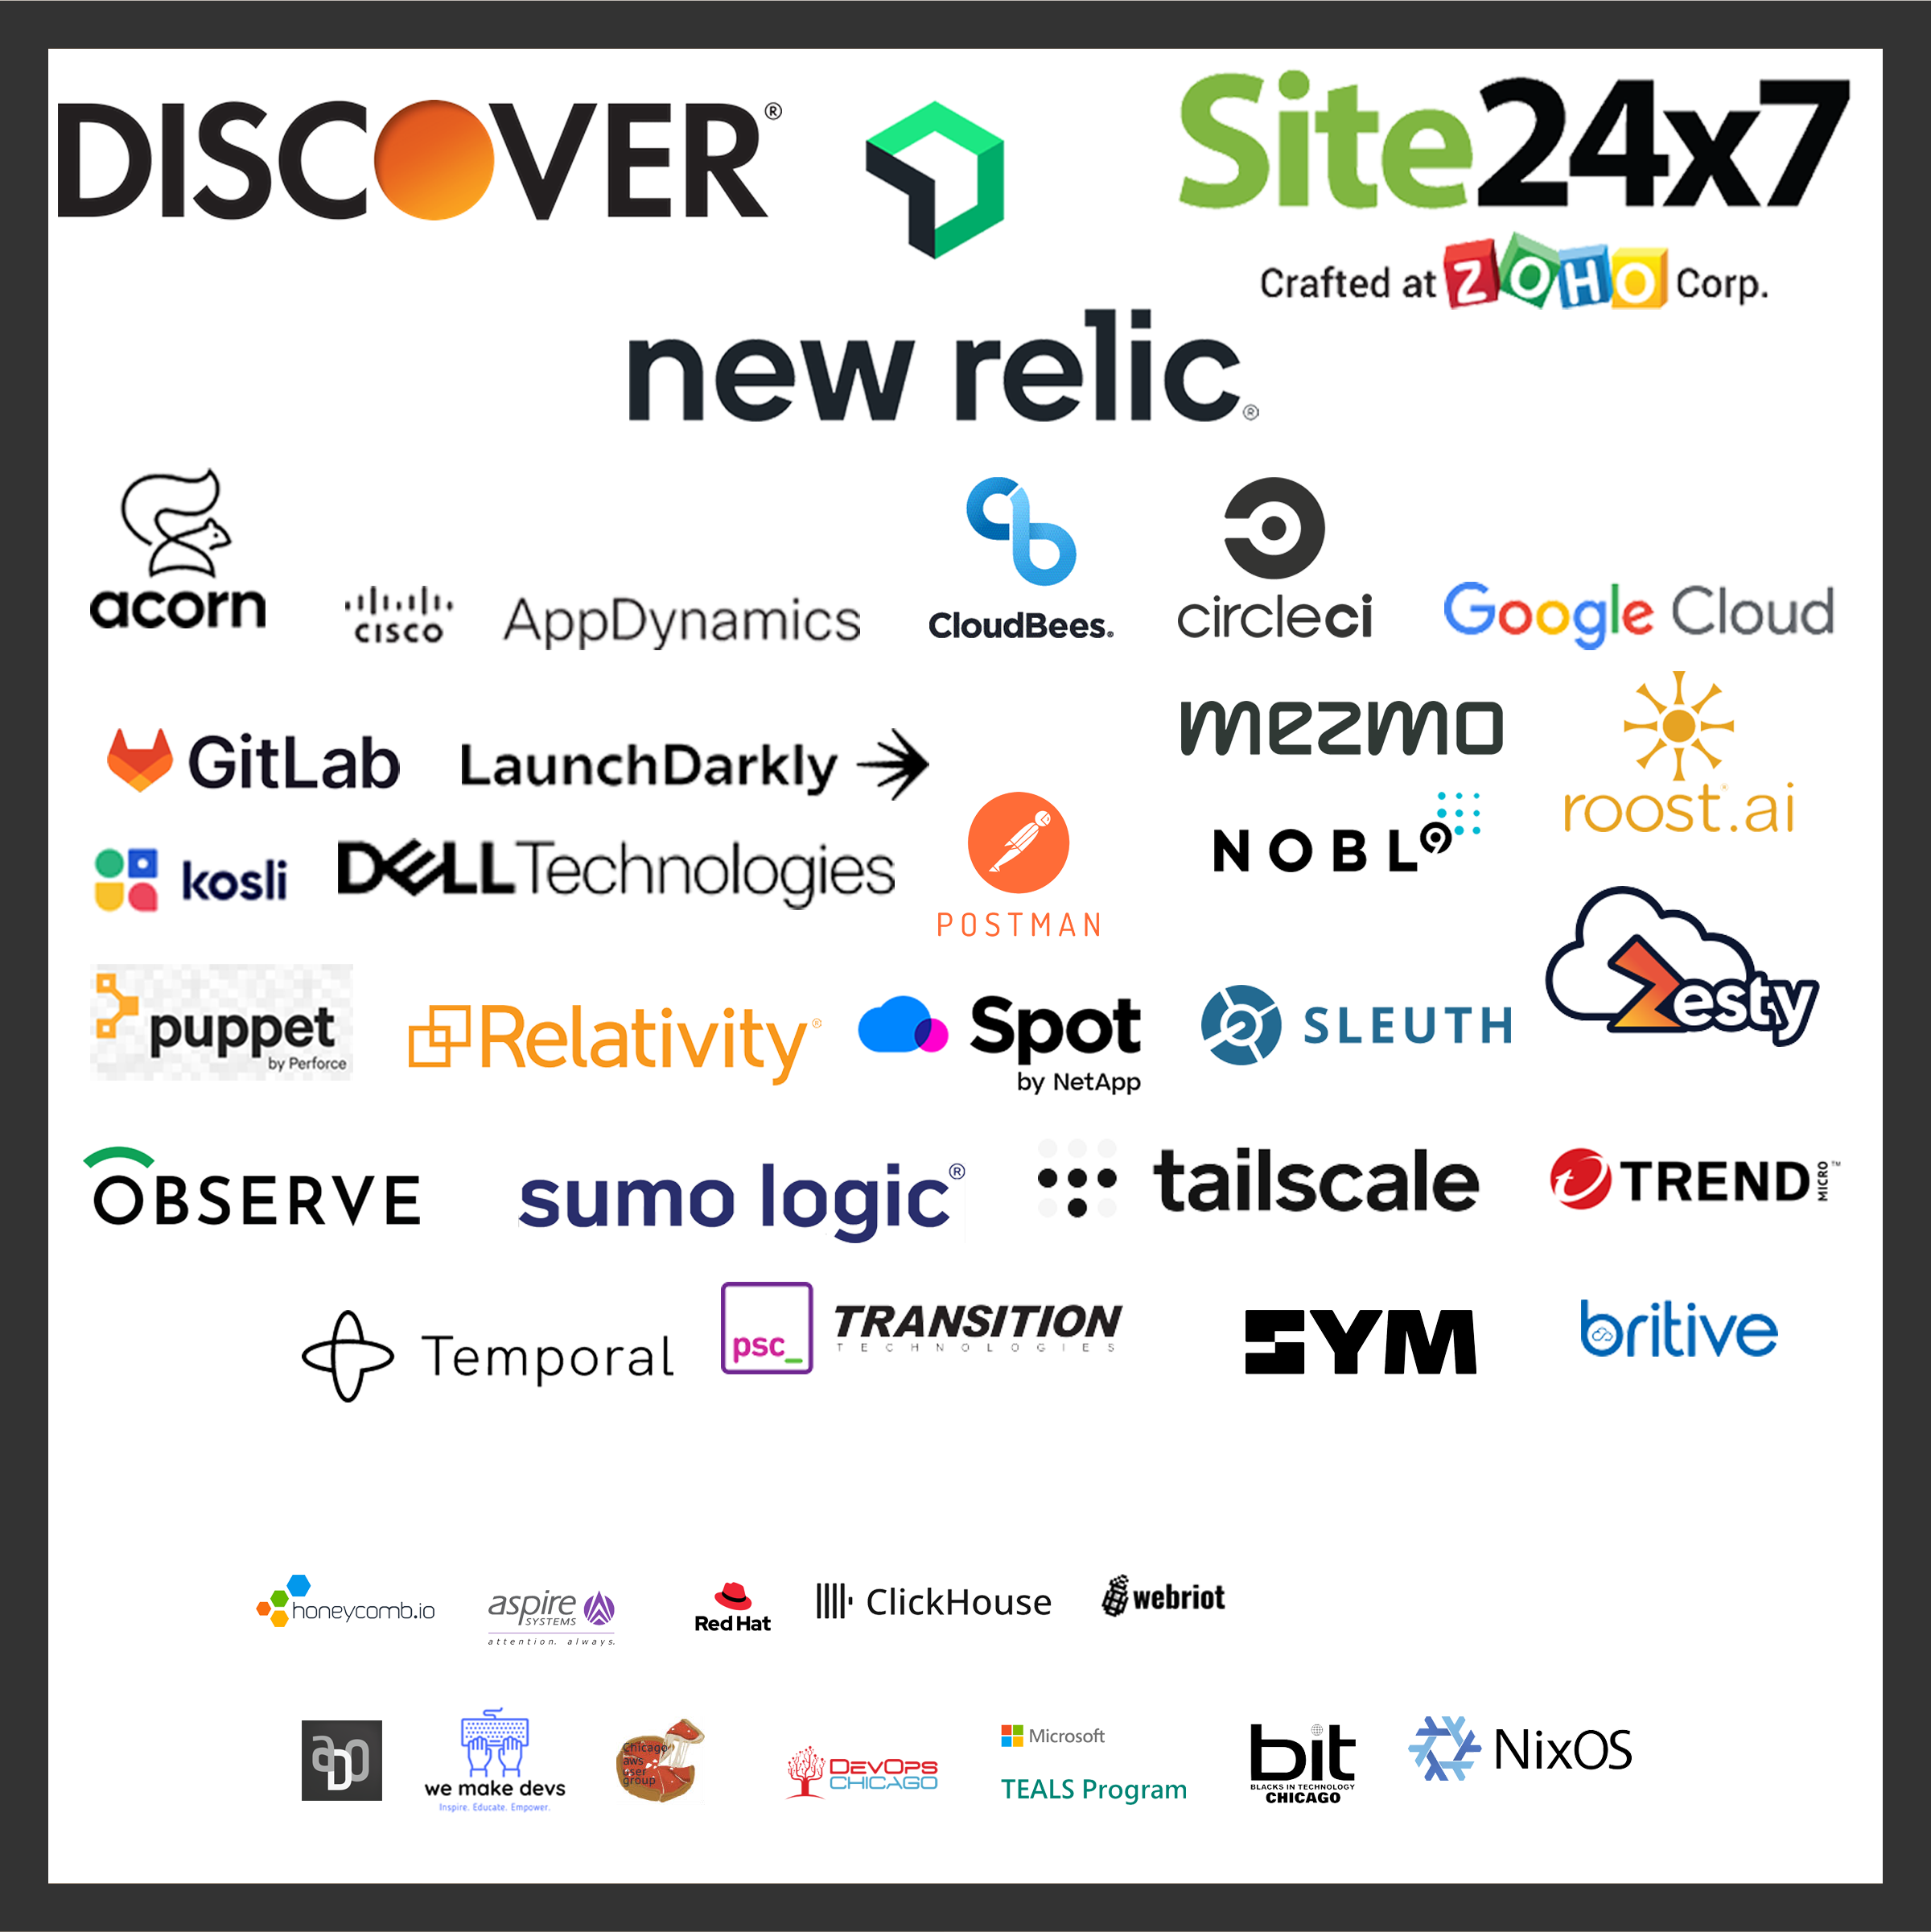 DISCOVER®
Site24x7
Crafted at ZOHO Corp.
new relic®
acorn
cisco AppDynamics
CloudBees®
circleci
Google Cloud
GitLab
LaunchDarkly
mezmo
roost.ai
kosli
DELLTechnologies
POSTMAN
NOBL9
zesty
puppet
by Perforce
Relativity®
Spot
by NetApp
SLEUTH
OBSERVE
sumo logic®
tailscale
TREND MICRO™
Temporal
psc_
TRANSITION
TECHNOLOGIES
SYM
britive
honeycomb.io
aspire
SYSTEMS
attention. always.
Red Hat
ClickHouse
webriot
aDO
we make devs
Inspire. Educate. Empower.
Chicago
aws
user
group
DEVOPS
CHICAGO
Microsoft
TEALS Program
bit
BLACKS IN TECHNOLOGY
CHICAGO
NixOS